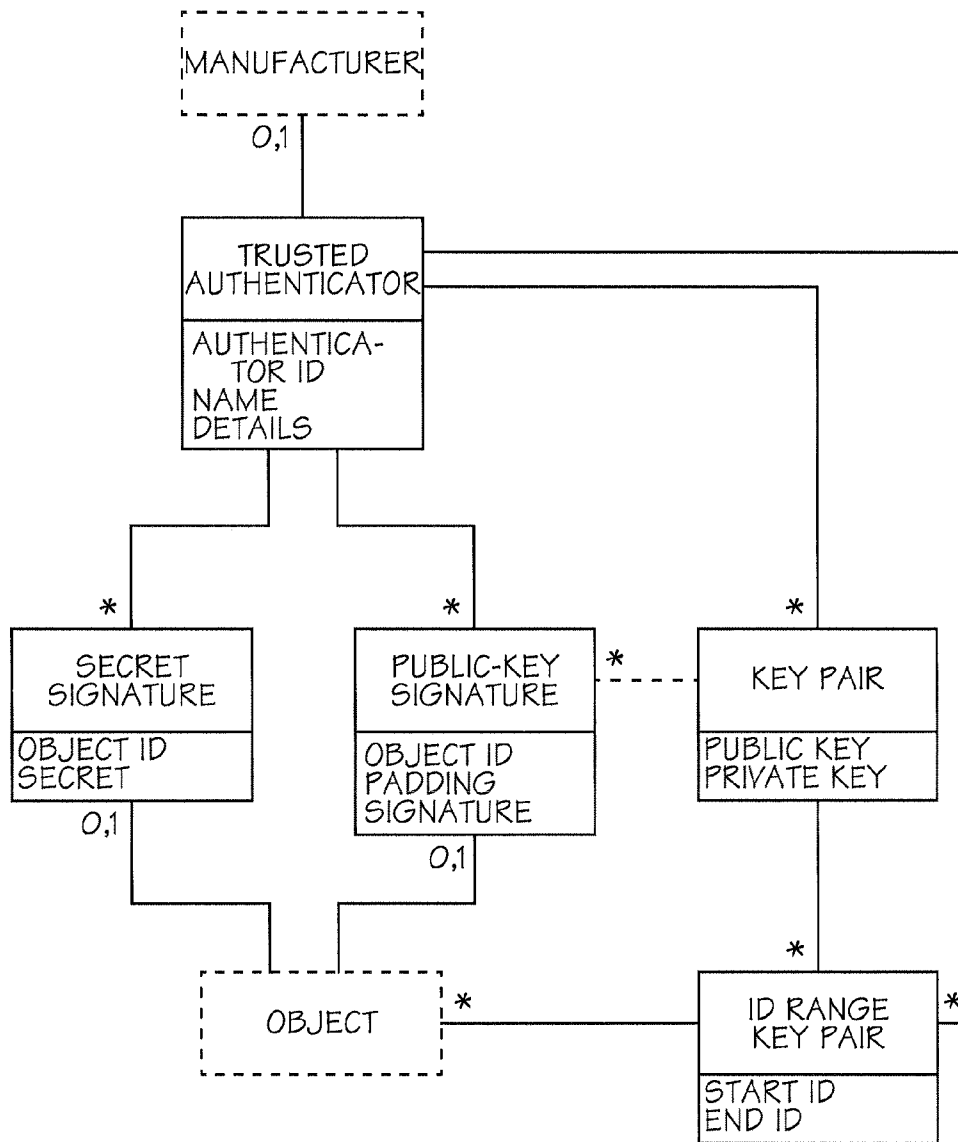 MANUFACTURER
0,1
TRUSTED
AUTHENTICATOR
AUTHENTICA-
TOR ID
NAME
DETAILS
*
*
*
SECRET
SIGNATURE
OBJECT ID
SECRET
0,1
PUBLIC-KEY
SIGNATURE
*
OBJECT ID
PADDING
SIGNATURE
0,1
KEY PAIR
PUBLIC KEY
PRIVATE KEY
*
OBJECT
*
ID RANGE
KEY PAIR
*
START ID
END ID